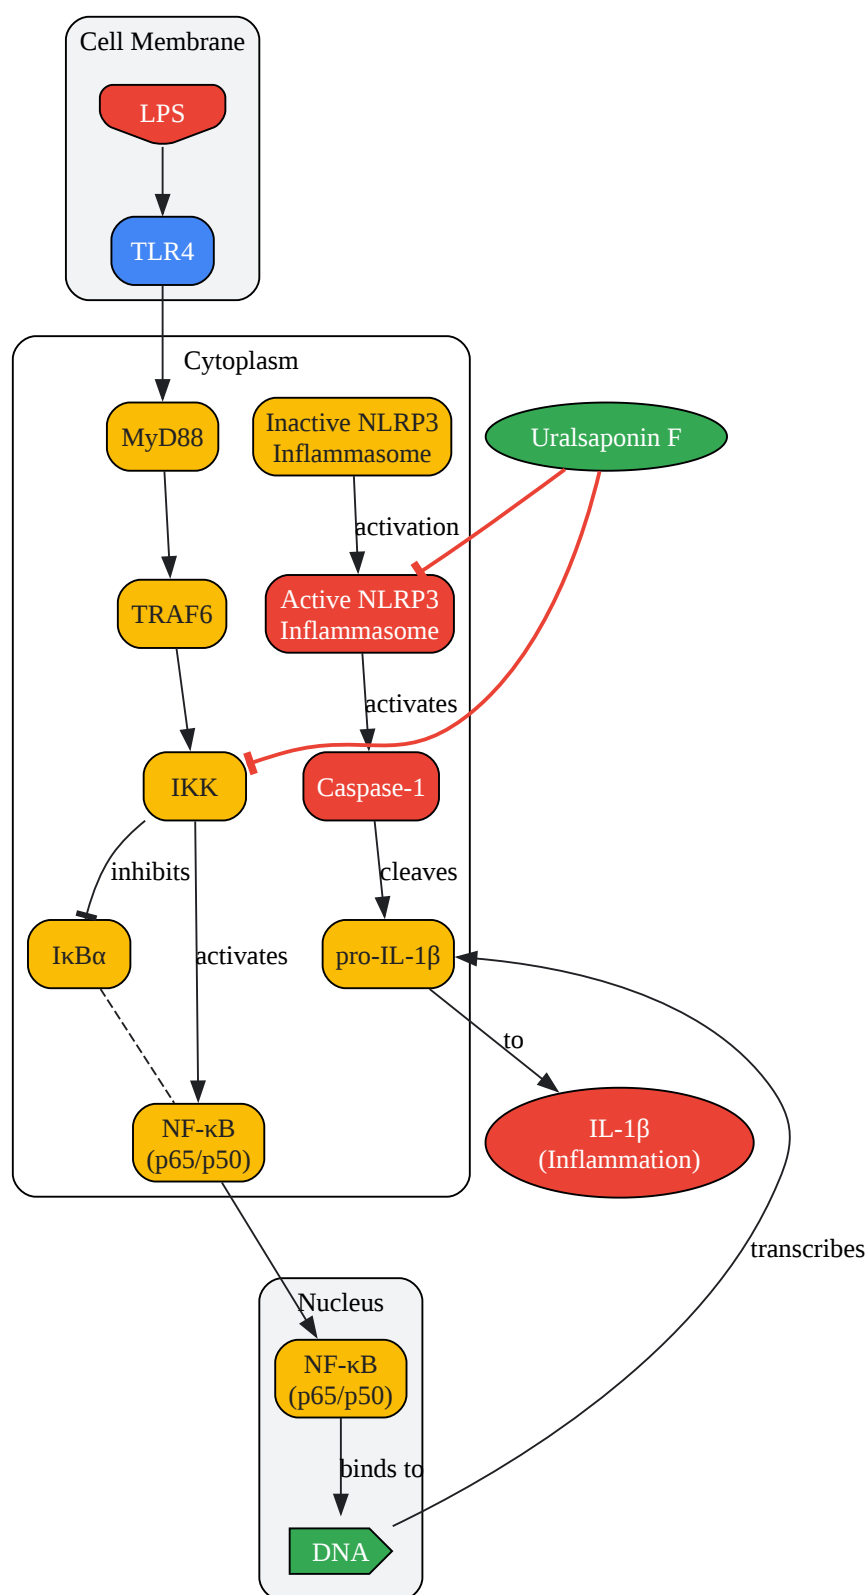 Cell Membrane
LPS
TLR4
Cytoplasm
MyD88
Inactive NLRP3
Inflammasome
Uralsaponin F
activation
TRAF6
Active NLRP3
Inflammasome
activates
IKK
Caspase-1
inhibits
cleaves
IκBα
activates
pro-IL-1β
to
NF-κB
(p65/p50)
IL-1β
(Inflammation)
transcribes
Nucleus
NF-κB
(p65/p50)
binds to
DNA